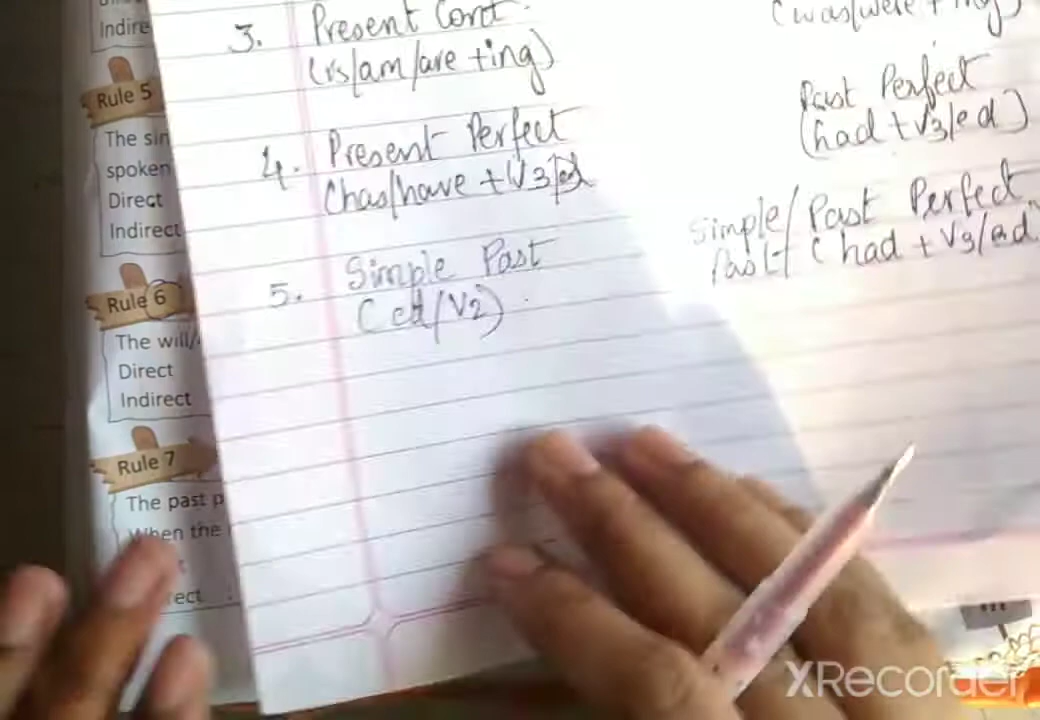 Indire
Rule 5
The sin
spoken
Direct
Indirect
Rule 6
The will/
Direct
Indirect
Rule 7
The past p
When the
rect :
3. Present Cont.
(is/am/are +ing)
(was/were + ing)
4. Present Perfect
(has/have + V3/ed
Past Perfect
(had + V3/ed)
5. Simple Past
(ed/V2)
Simple/ Past Perfect
Past/ (had + V3/ed
XRecorder